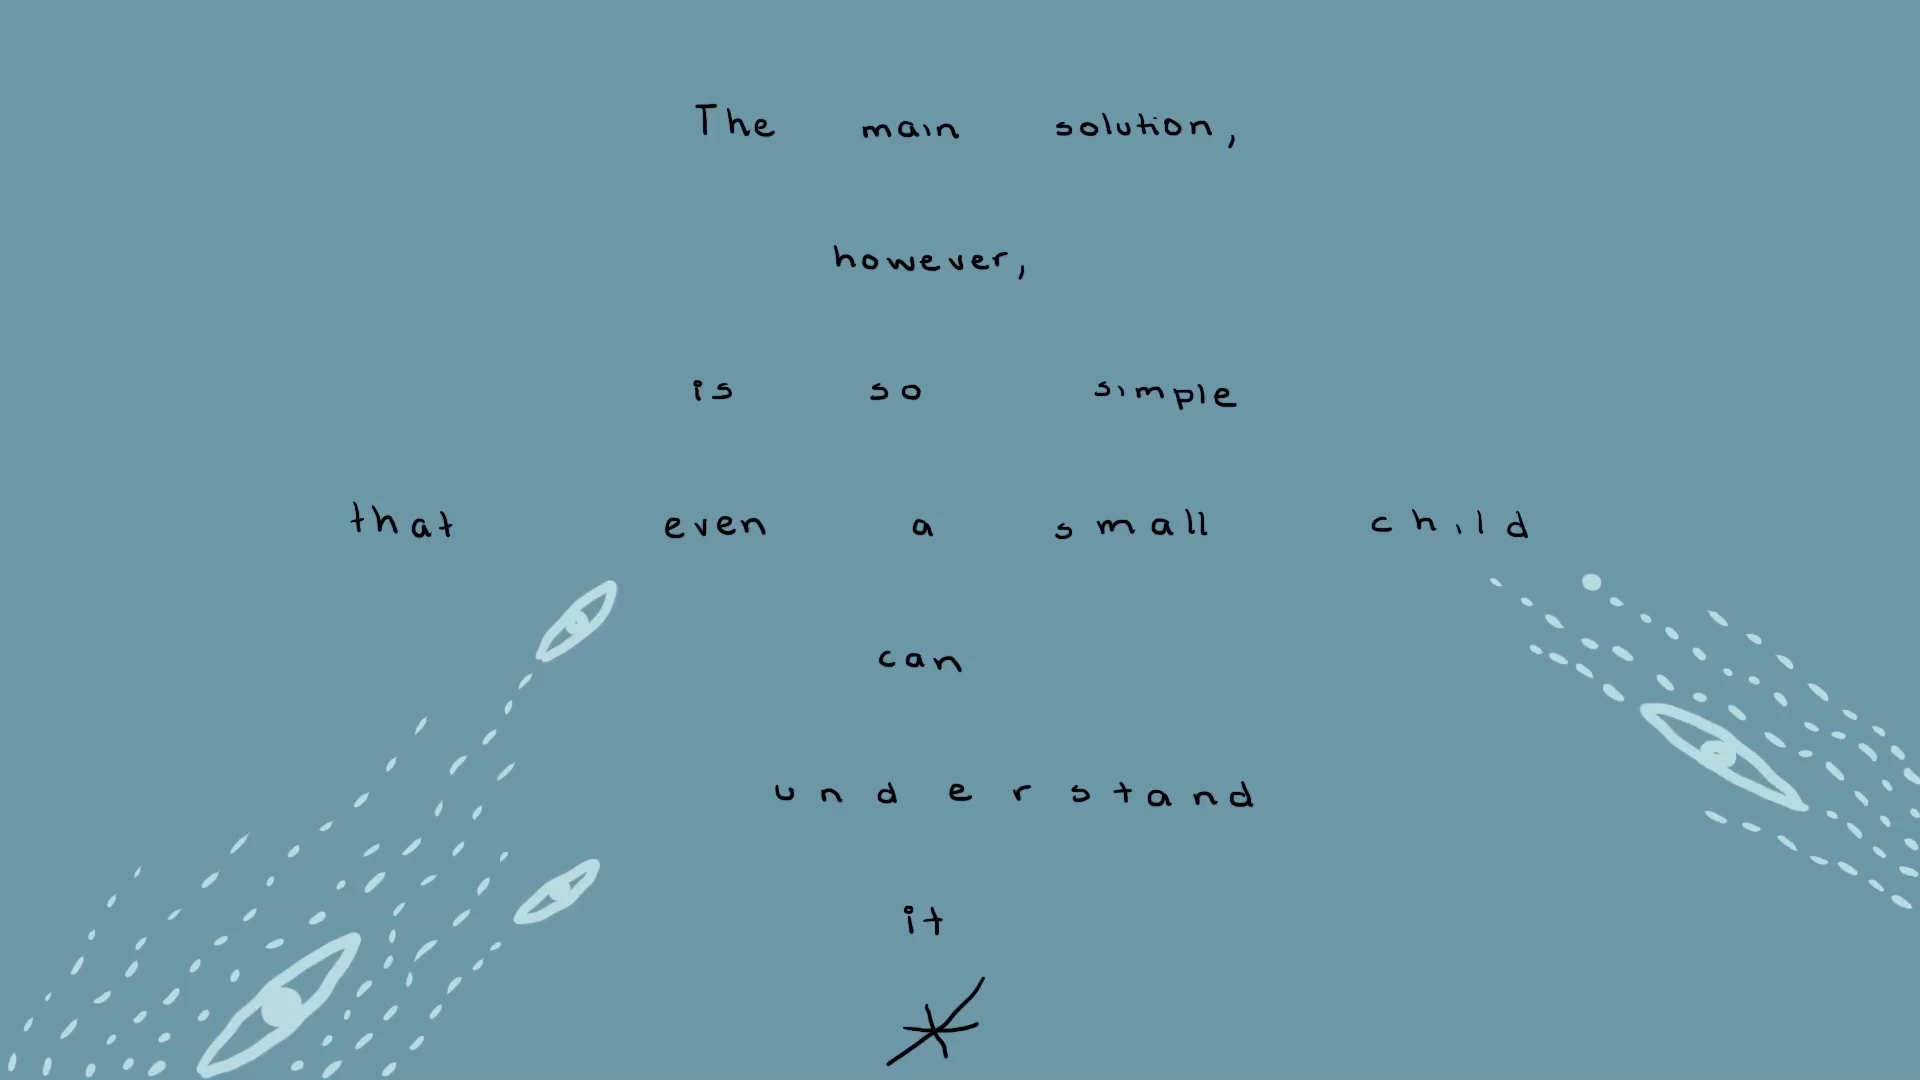 The main solution,
however,
is so simple
that even a small child
can
understand
it